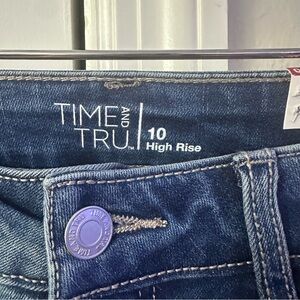 TIME AND
TRU.
10
High Rise